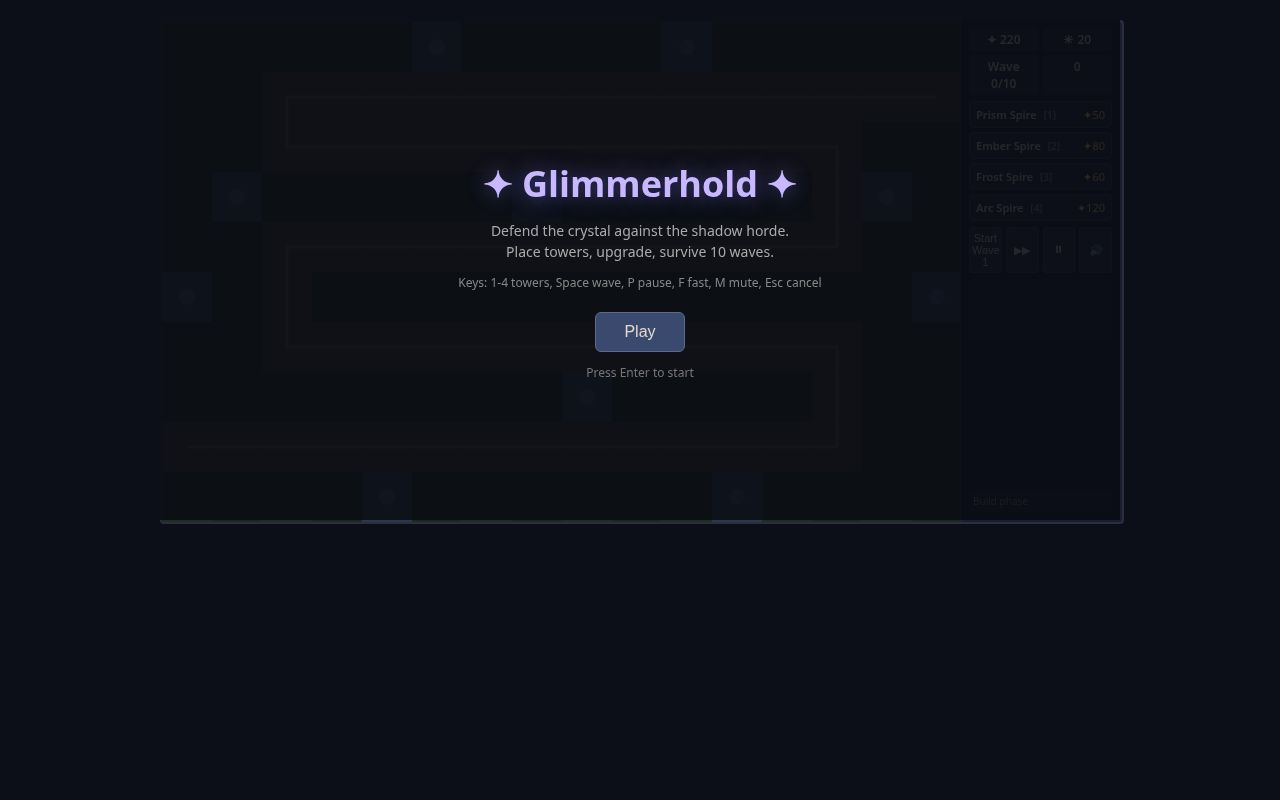 ✦ Glimmerhold ✦
Defend the crystal against the shadow horde.
Place towers, upgrade, survive 10 waves.
Keys: 1-4 towers, Space wave, P pause, F fast, M mute, Esc cancel
Play
Press Enter to start
✦ 220
✳ 20
Wave
0/10
0
Prism Spire [1] ✦50
Ember Spire [2] ✦80
Frost Spire [3] ✦60
Arc Spire [4] ✦120
Start
Wave
1
Build phase